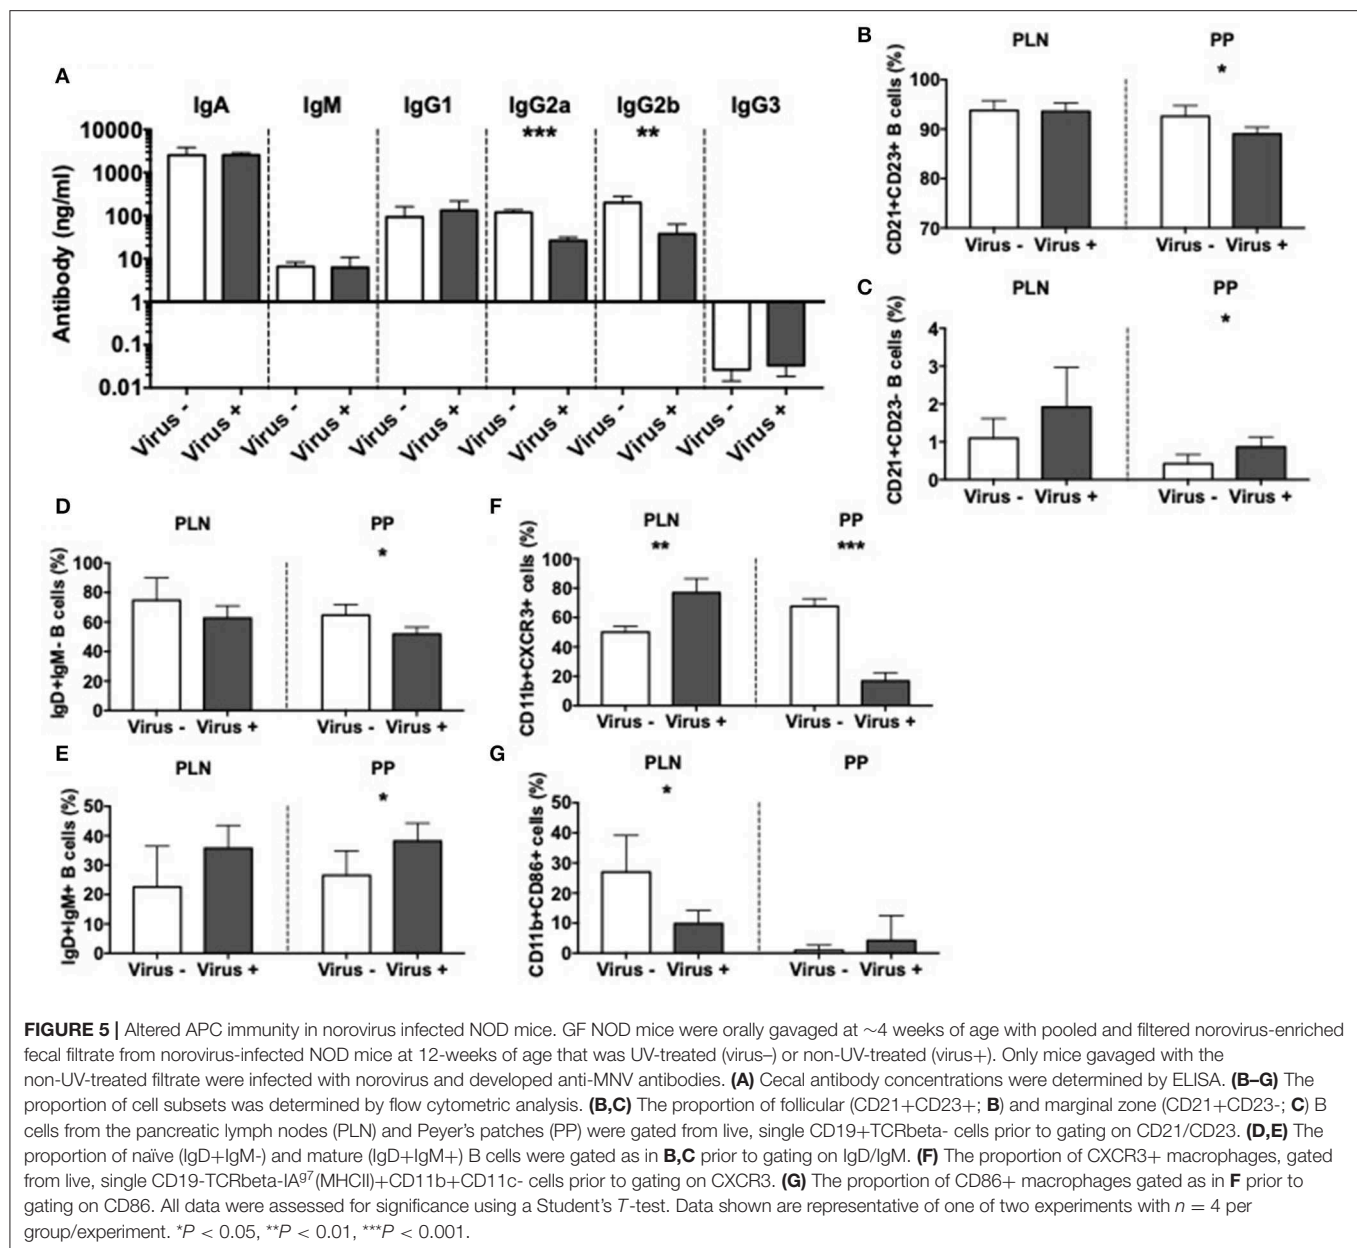 A
IgA IgM IgG1 IgG2a IgG2b IgG3
*** **
Antibody (ng/ml)
10000
1000
100
10
1
0.1
0.01
Virus - Virus + Virus - Virus + Virus - Virus + Virus - Virus + Virus - Virus + Virus - Virus +
B
PLN PP
*
CD21+CD23+ B cells (%)
100
90
80
70
Virus - Virus + Virus - Virus +
C
PLN PP
*
CD21+CD23- B cells (%)
4
3
2
1
0
Virus - Virus + Virus - Virus +
D
PLN PP
*
IgD+IgM- B cells (%)
100
80
60
40
20
0
Virus - Virus + Virus - Virus +
E
PLN PP
*
IgD+IgM+ B cells (%)
50
40
30
20
10
0
Virus - Virus + Virus - Virus +
F
PLN PP
** ***
CD11b+CXCR3+ cells (%)
100
80
60
40
20
0
Virus - Virus + Virus - Virus +
G
PLN PP
*
CD11b+CD86+ cells (%)
50
40
30
20
10
0
Virus - Virus + Virus - Virus +
FIGURE 5 | Altered APC immunity in norovirus infected NOD mice. GF NOD mice were orally gavaged at ~4 weeks of age with pooled and filtered norovirus-enriched
fecal filtrate from norovirus-infected NOD mice at 12-weeks of age that was UV-treated (virus–) or non-UV-treated (virus+). Only mice gavaged with the
non-UV-treated filtrate were infected with norovirus and developed anti-MNV antibodies. (A) Cecal antibody concentrations were determined by ELISA. (B–G) The
proportion of cell subsets was determined by flow cytometric analysis. (B,C) The proportion of follicular (CD21+CD23+; B) and marginal zone (CD21+CD23-; C) B
cells from the pancreatic lymph nodes (PLN) and Peyer's patches (PP) were gated from live, single CD19+TCRbeta- cells prior to gating on CD21/CD23. (D,E) The
proportion of naïve (IgD+IgM-) and mature (IgD+IgM+) B cells were gated as in B,C prior to gating on IgD/IgM. (F) The proportion of CXCR3+ macrophages, gated
from live, single CD19-TCRbeta-IAg7(MHCII)+CD11b+CD11c- cells prior to gating on CXCR3. (G) The proportion of CD86+ macrophages gated as in F prior to
gating on CD86. All data were assessed for significance using a Student's T-test. Data shown are representative of one of two experiments with n = 4 per
group/experiment. *P < 0.05, **P < 0.01, ***P < 0.001.